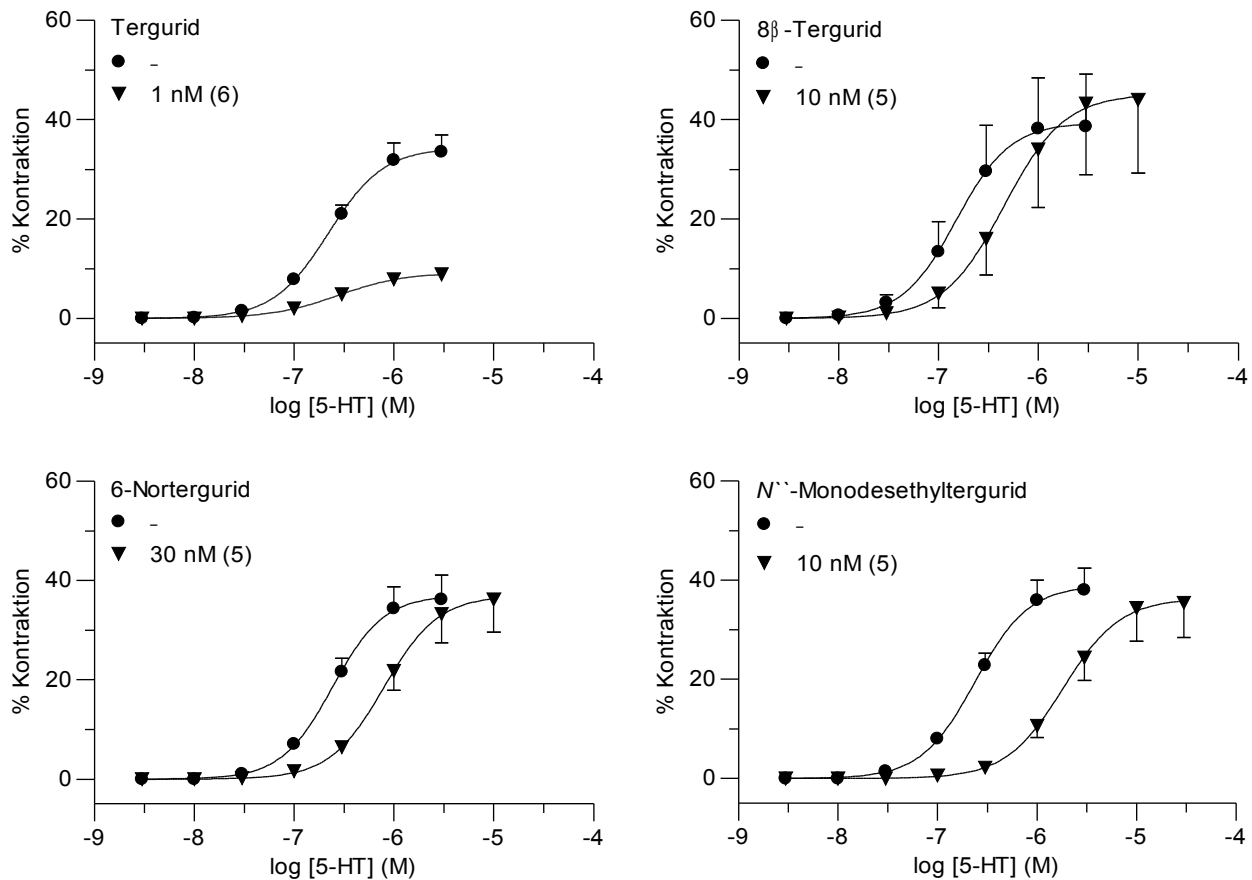 Tergurid
–
1 nM (6)
% Kontraktion
60
40
20
0
-9
-8
-7
-6
-5
-4
log [5-HT] (M)
8β-Tergurid
–
10 nM (5)
% Kontraktion
60
40
20
0
-9
-8
-7
-6
-5
-4
log [5-HT] (M)
6-Nortergurid
–
30 nM (5)
% Kontraktion
60
40
20
0
-9
-8
-7
-6
-5
-4
log [5-HT] (M)
N``-Monodesethyltergurid
–
10 nM (5)
% Kontraktion
60
40
20
0
-9
-8
-7
-6
-5
-4
log [5-HT] (M)